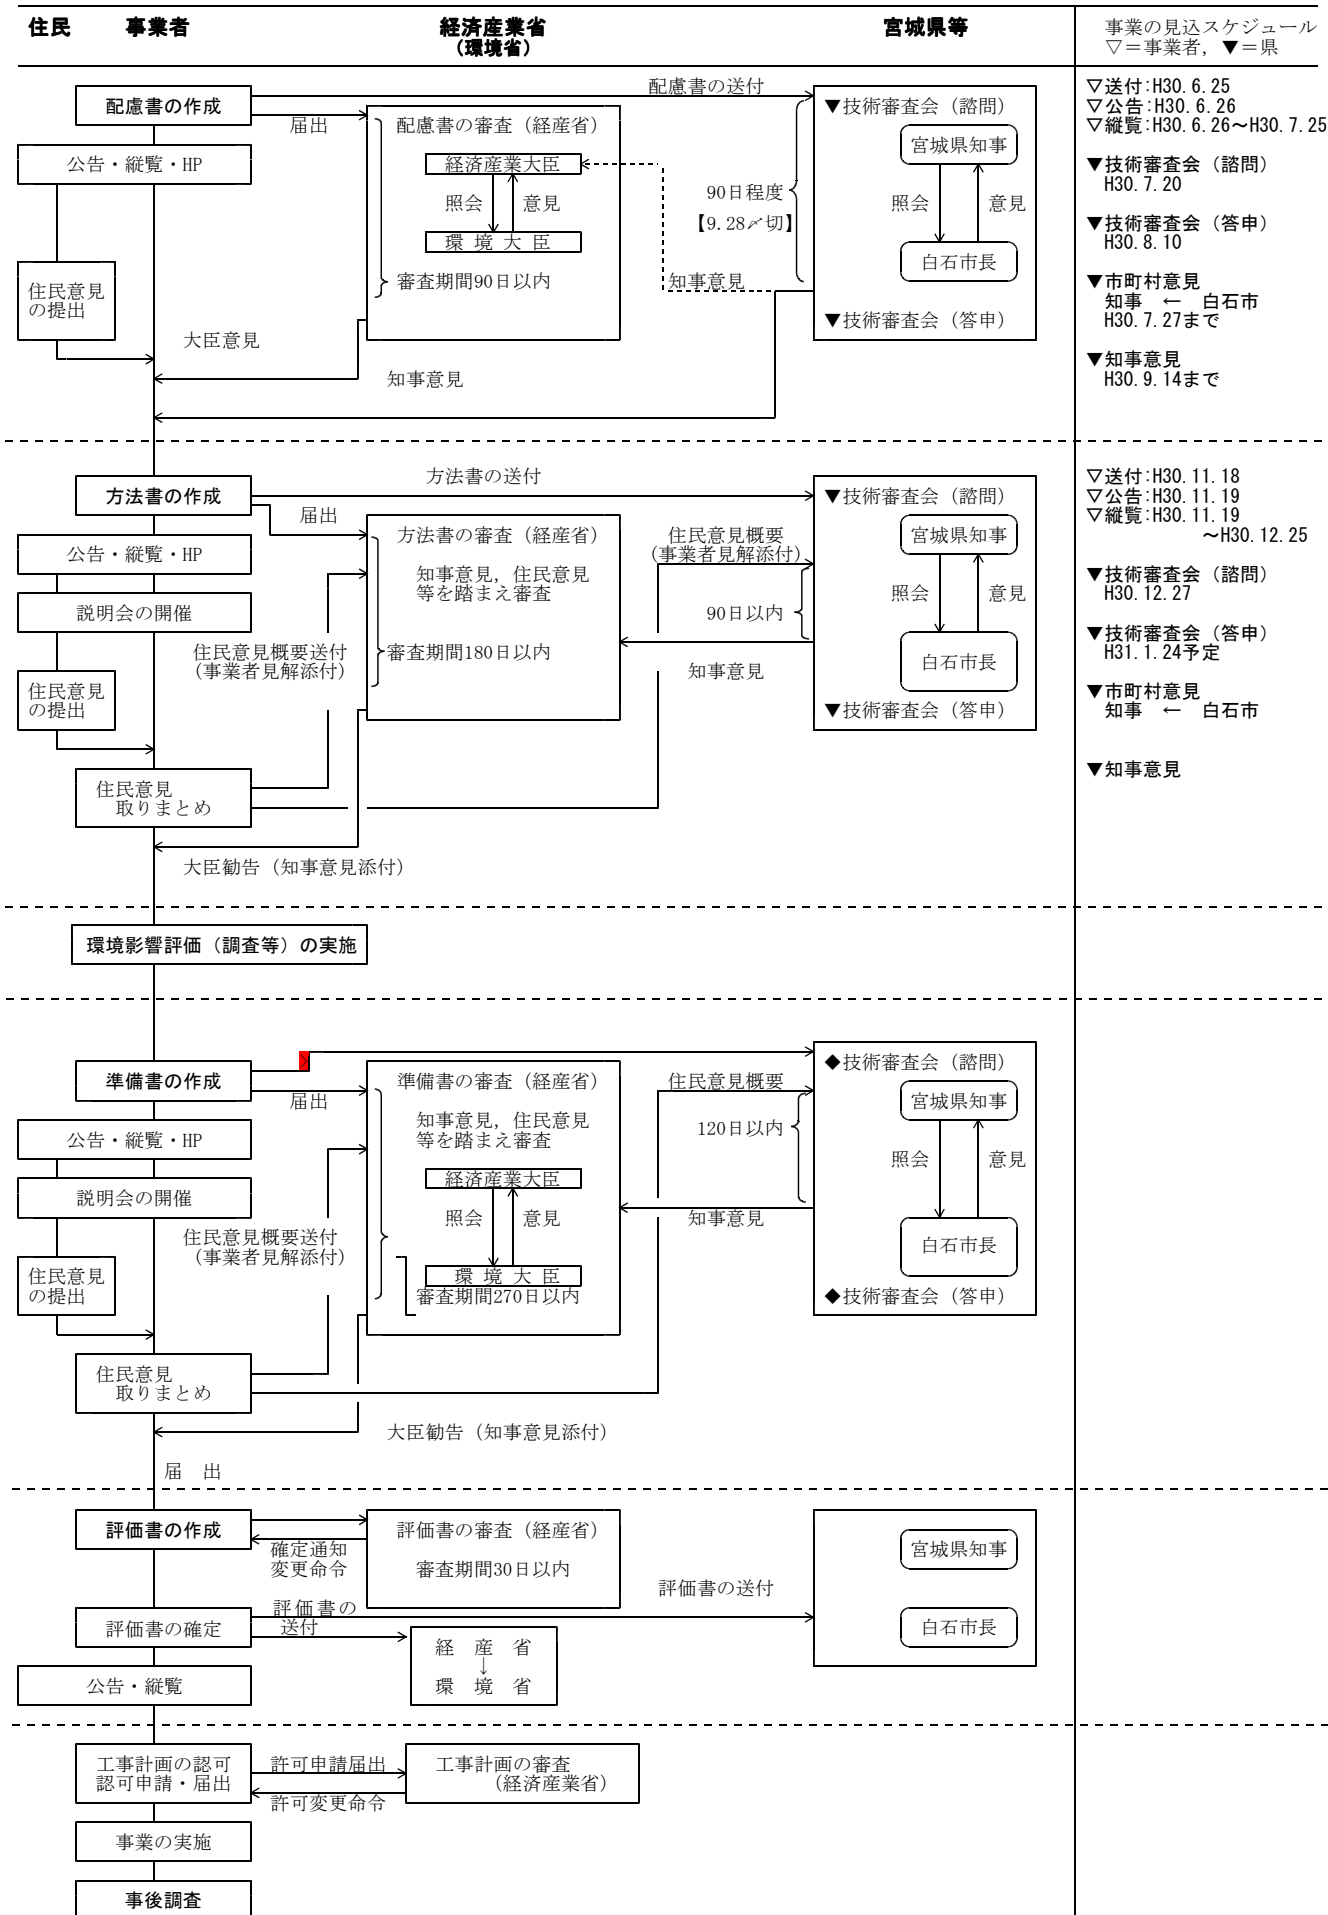 住民 事業者 経済産業省 宮城県等 事業の見込スケジュール
(環境省) ▽=事業者，▼=県
配慮書の作成
配慮書の送付
届出
公告・縦覧・HP
住民意見
の提出
大臣意見
知事意見
配慮書の審査（経産省）
経済産業大臣
照会 意見
環 境 大 臣
審査期間90日以内
90日程度
【9.28〆切】
知事意見
▼技術審査会（諮問）
宮城県知事
照会 意見
白石市長
▼技術審査会（答申）
▽送付:H30.6.25
▽公告:H30.6.26
▽縦覧:H30.6.26～H30.7.25
▼技術審査会（諮問）
H30.7.20
▼技術審査会（答申）
H30.8.10
▼市町村意見
知事 ← 白石市
H30.7.27まで
▼知事意見
H30.9.14まで
方法書の作成
方法書の送付
届出
公告・縦覧・HP
説明会の開催
住民意見
の提出
住民意見概要送付
(事業者見解添付)
住民意見
取りまとめ
大臣勧告（知事意見添付）
方法書の審査（経産省）
知事意見，住民意見
等を踏まえ審査
審査期間180日以内
住民意見概要
(事業者見解添付)
90日以内
知事意見
▼技術審査会（諮問）
宮城県知事
照会 意見
白石市長
▼技術審査会（答申）
▽送付:H30.11.18
▽公告:H30.11.19
▽縦覧:H30.11.19
～H30.12.25
▼技術審査会（諮問）
H30.12.27
▼技術審査会（答申）
H31.1.24予定
▼市町村意見
知事 ← 白石市
▼知事意見
環境影響評価（調査等）の実施
準備書の作成
届出
公告・縦覧・HP
説明会の開催
住民意見
の提出
住民意見概要送付
(事業者見解添付)
住民意見
取りまとめ
大臣勧告（知事意見添付）
届 出
準備書の審査（経産省）
知事意見，住民意見
等を踏まえ審査
経済産業大臣
照会 意見
環 境 大 臣
審査期間270日以内
住民意見概要
120日以内
知事意見
◆技術審査会（諮問）
宮城県知事
照会 意見
白石市長
◆技術審査会（答申）
評価書の作成
確定通知
変更命令
評価書の審査（経産省）
審査期間30日以内
宮城県知事
白石市長
評価書の送付
評価書の確定
評価書の
送付
公告・縦覧
経 産 省
↓
環 境 省
工事計画の認可
認可申請・届出
許可申請届出
許可変更命令
工事計画の審査
（経済産業省）
事業の実施
事後調査